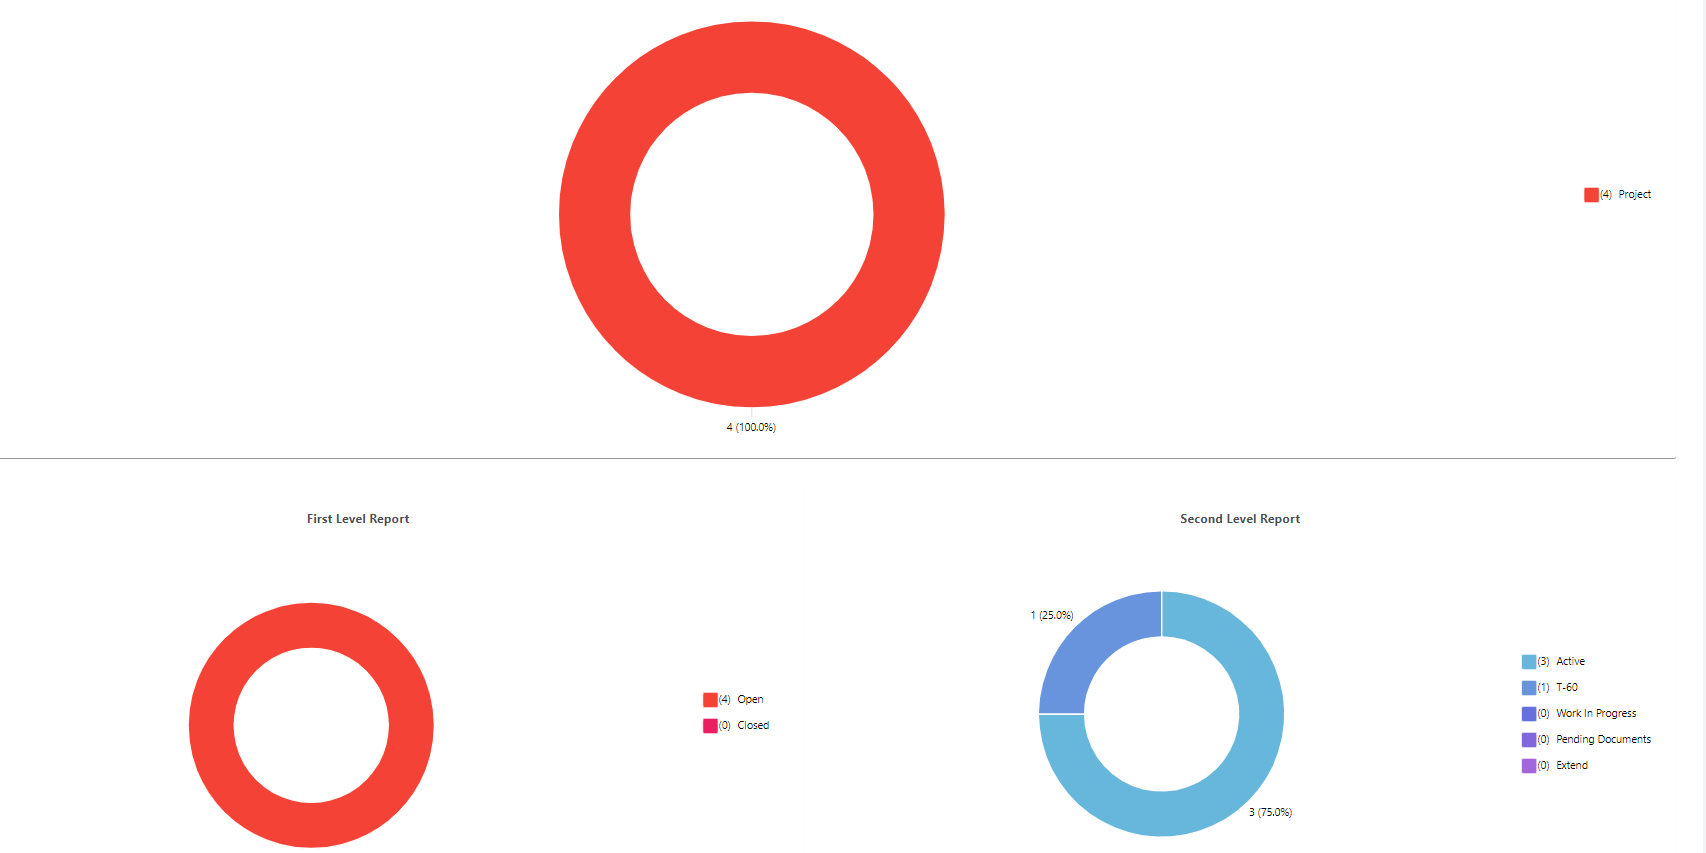 (4) Project
4 (100.0%)
First Level Report
(4) Open
(0) Closed
Second Level Report
1 (25.0%)
3 (75.0%)
(3) Active
(1) T-60
(0) Work In Progress
(0) Pending Documents
(0) Extend